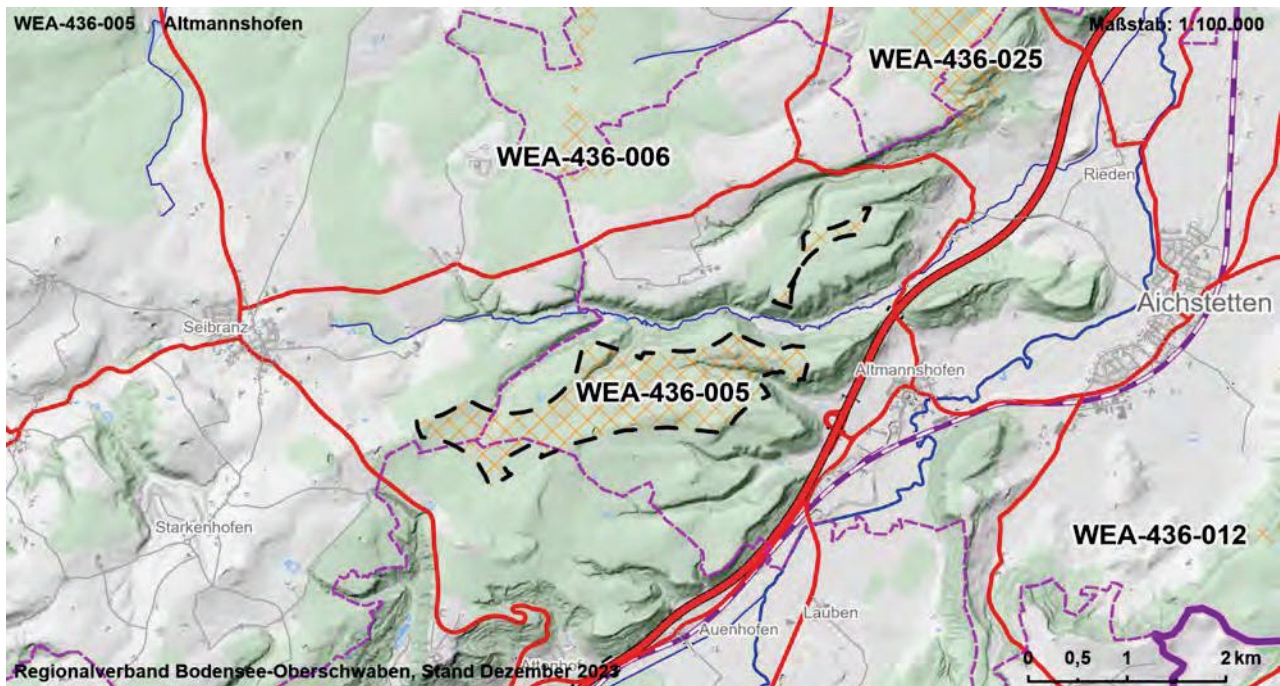 WEA-436-005 Altmannshofen
Maßstab: 1:100.000
WEA-436-025
WEA-436-006
Rieden
Aichstetten
Seibranz
Altmannshofen
WEA-436-005
Starkenhofen
WEA-436-012
Lauben
Auenhofen
0 0,5 1 2 km
Regionalverband Bodensee-Oberschwaben, Stand Dezember 2023